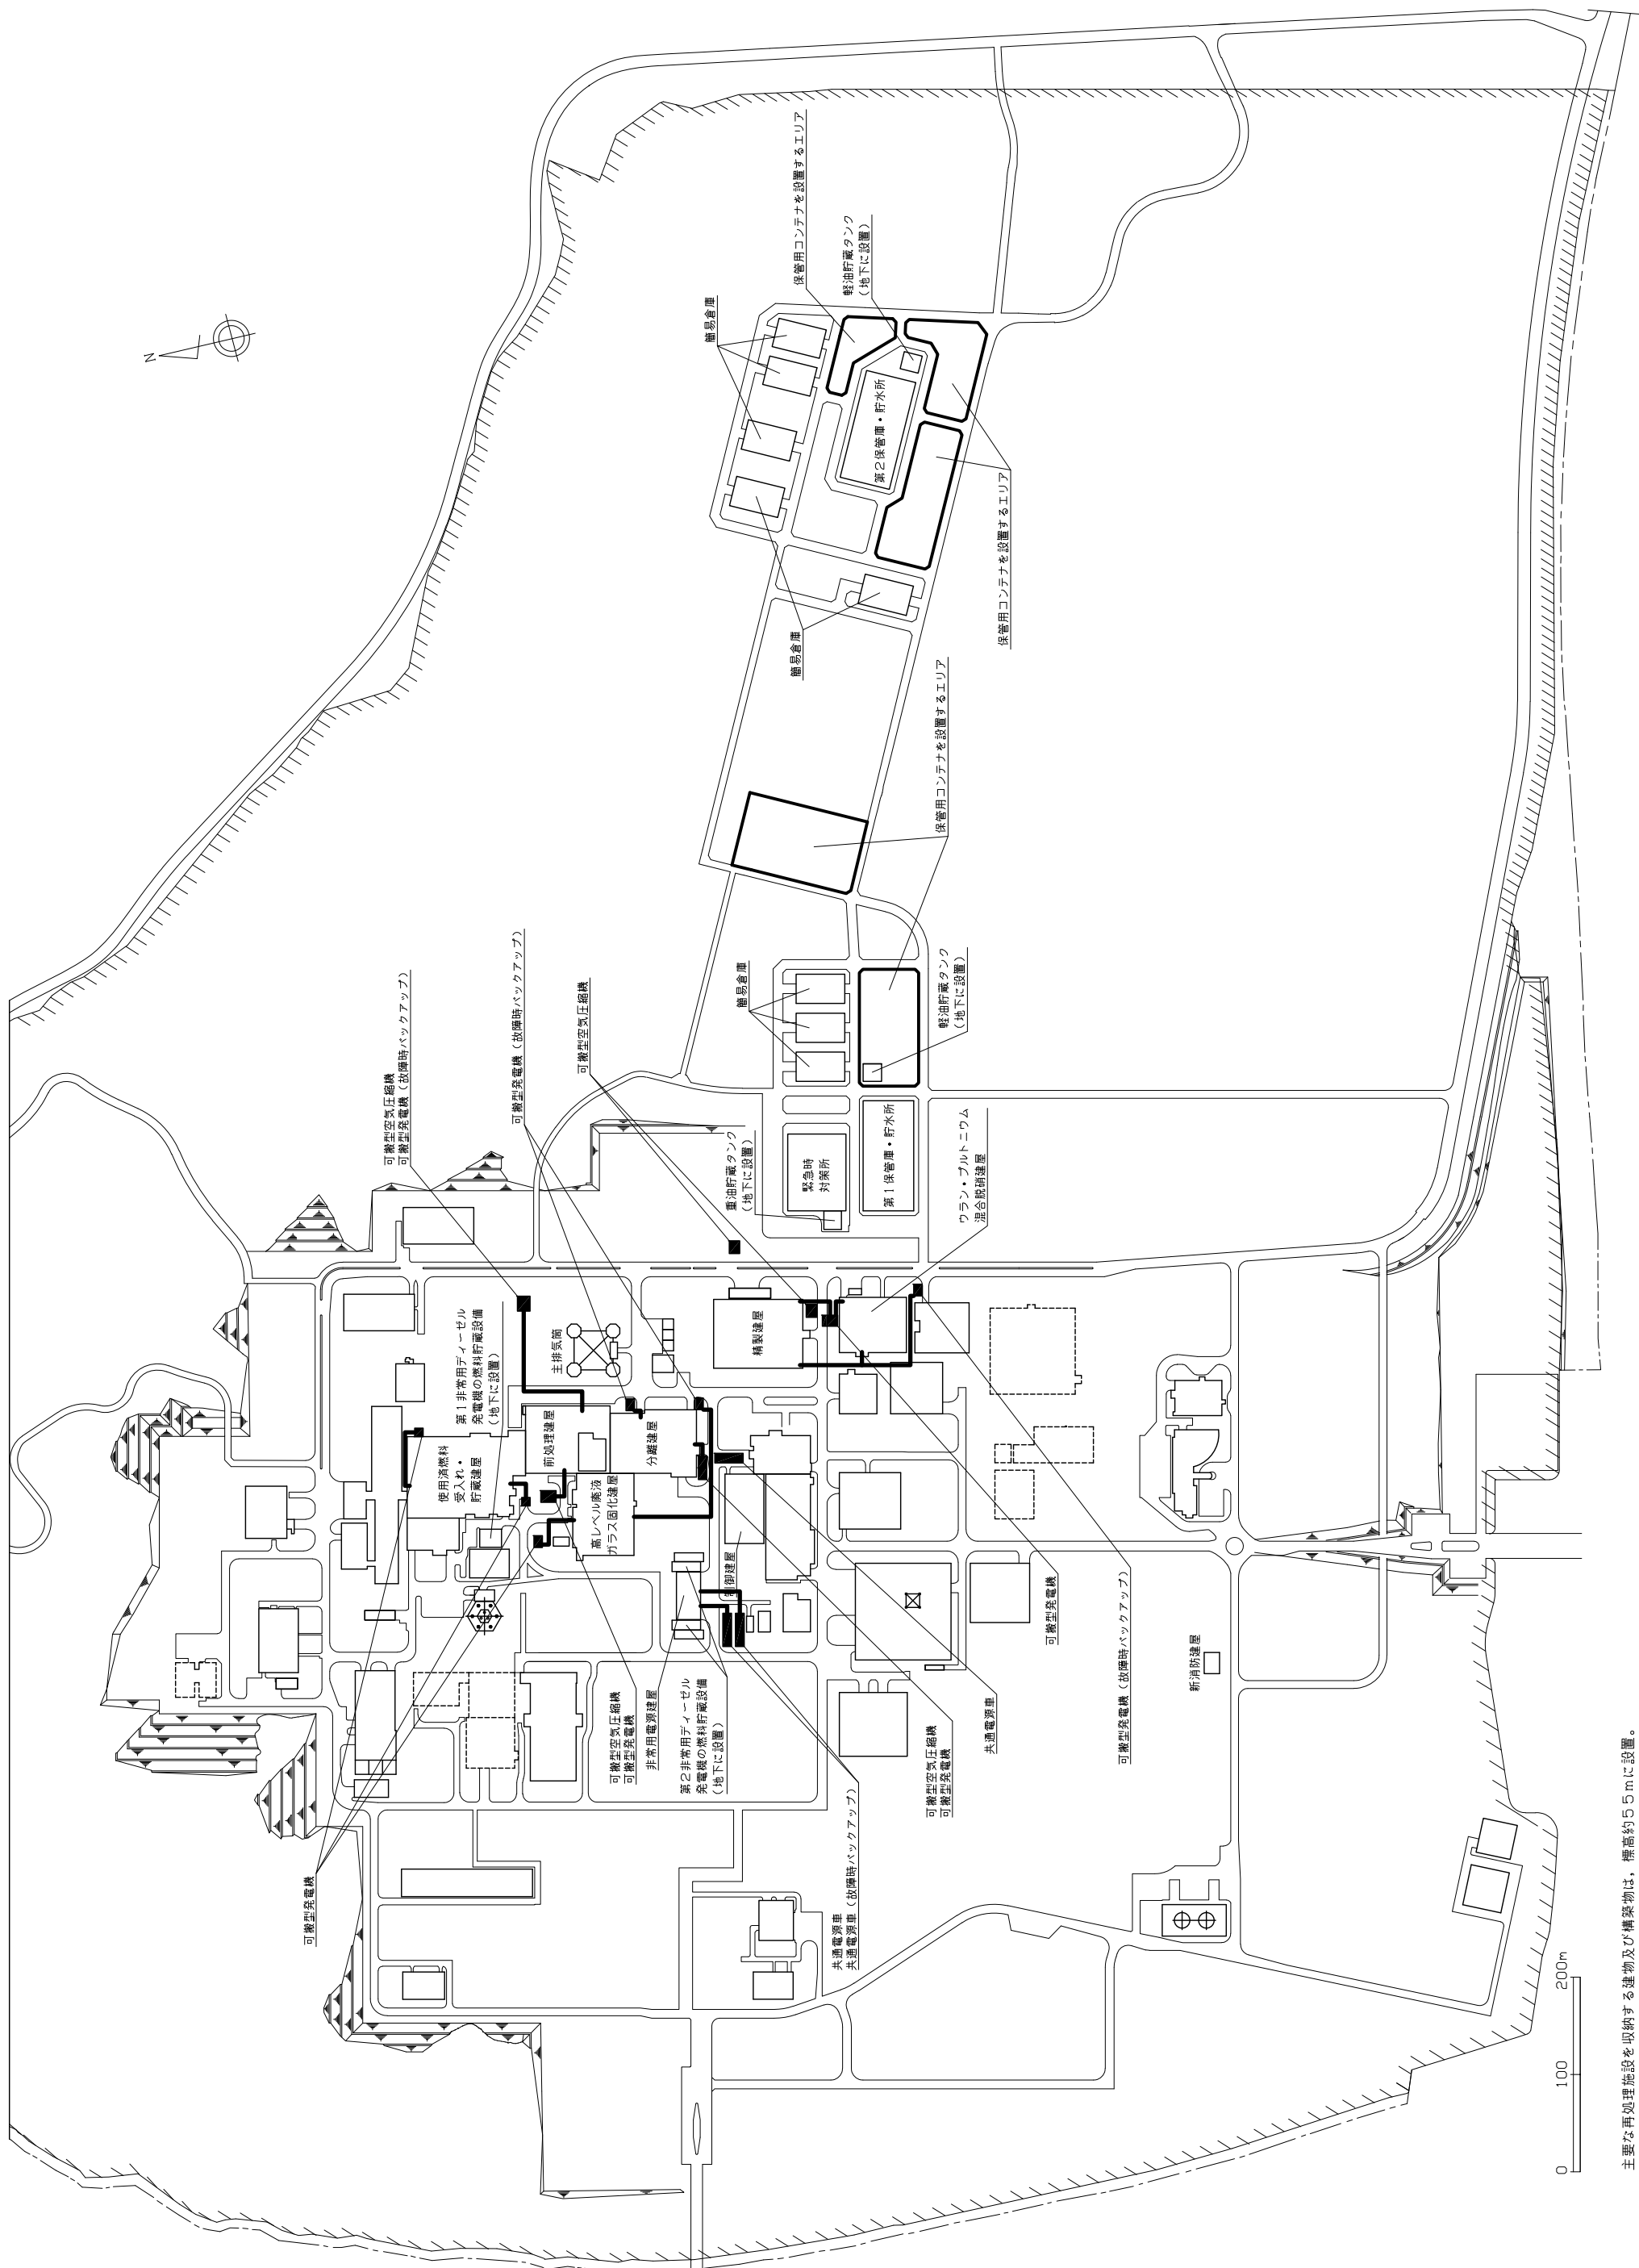 N
可搬型発電機
可搬型空気圧縮機
可搬型発電機（故障時バックアップ）
第１非常用ディーゼル
発電機の燃料貯蔵設備
（地下に設置）
使用済燃料
受入れ・
貯蔵建屋
可搬型発電機（故障時バックアップ）
主排気筒
前処理建屋
可搬型空気圧縮機
高レベル廃液
ガラス固化建屋
可搬型空気圧縮機
可搬型発電機
非常用電源建屋
分離建屋
第２非常用ディーゼル
発電機の燃料貯蔵設備
（地下に設置）
制御建屋
簡易倉庫
重油貯蔵タンク
（地下に設置）
簡易倉庫
精製建屋
簡易倉庫
保管用コンテナを設置するエリア
緊急時
対策所
共通電源車
共通電源車（故障時バックアップ）
軽油貯蔵タンク
（地下に設置）
第２保管庫・貯水所
第１保管庫・貯水所
可搬型空気圧縮機
可搬型発電機
保管用コンテナを設置するエリア
軽油貯蔵タンク
（地下に設置）
ウラン・プルトニウム
混合脱硝建屋
共通電源車
保管用コンテナを設置するエリア
可搬型発電機
可搬型発電機（故障時バックアップ）
新消防建屋
0 100 200m
主要な再処理施設を収納する建物及び構築物は，標高約５５ｍに設置。